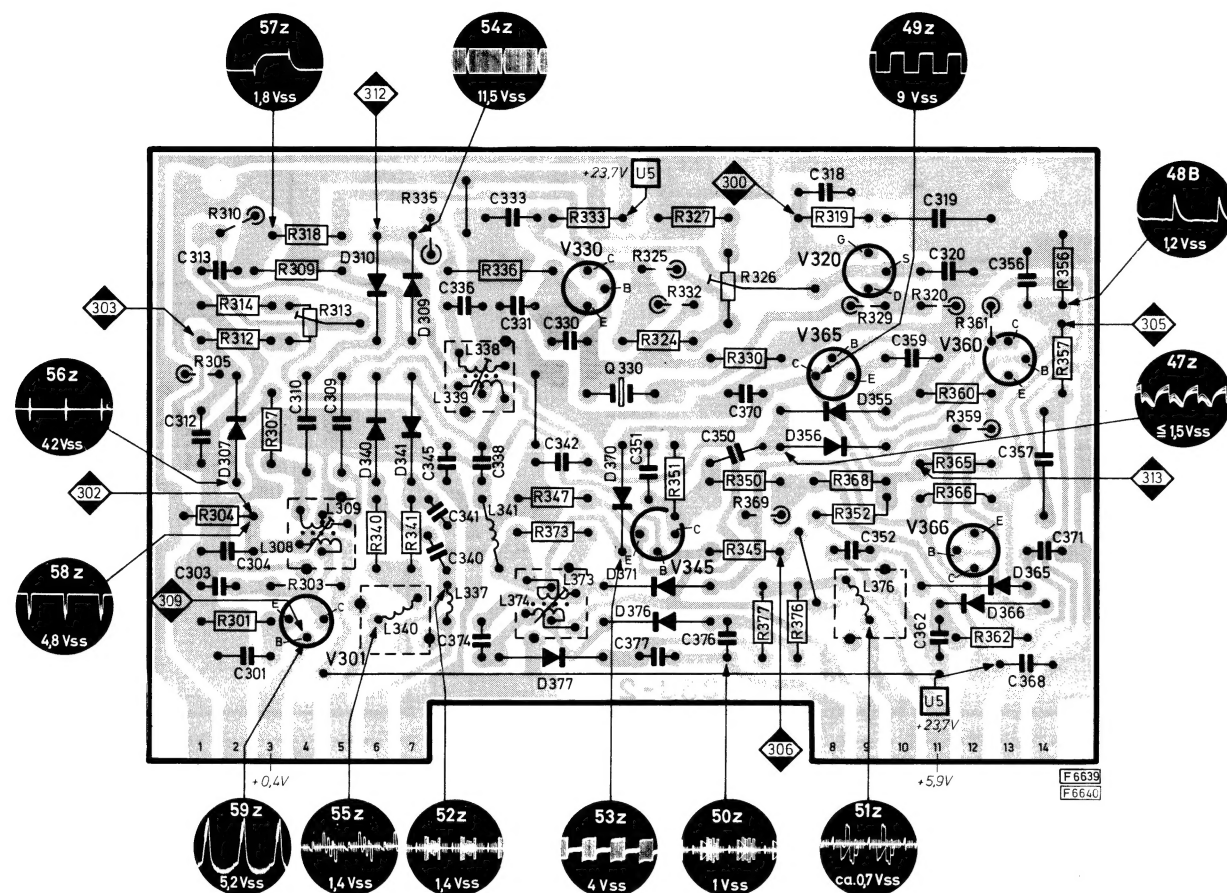 57z
1,8 Vss
312
54z
11,5 Vss
49z
9 Vss
+23,7V
U5
300
C318
48B
1,2 Vss
R310
R335
C333
R333
R327
R319
C319
R318
C313
R309
D310
R336
V330
C
B
E
R325
V320
G
S
D
C320
C356
R356
R314
R313
D309
C336
C331
R332
R326
R329
R320
R361
303
R312
C330
R324
V365
C
B
E
C359
V360
C
B
E
305
R357
R305
L338
R330
56z
42Vss
C310
C309
L339
Q330
C370
D355
R360
47z
≦1,5Vss
C312
D307
R307
D340
D341
C345
C338
C342
D370
C351
R351
C350
D356
R359
C357
R365
313
302
R304
L309
R347
R350
R368
R366
C341
L341
R369
R352
R340
R341
R373
V345
C
B
E
V366
E
B
C
C304
L308
C340
R345
C352
C371
58z
4,8 Vss
C303
R303
L373
D371
L376
D365
309
E
C
B
L337
L374
D376
R377
R376
D366
R301
L340
C374
C377
C376
C362
R362
C301
V301
D377
C368
U5
+23,7V
306
1
2
3
4
5
6
7
8
9
10
11
12
13
14
+0,4V
+5,9V
F6639
F6640
59z
5,2 Vss
55z
1,4 Vss
52z
1,4 Vss
53z
4 Vss
50z
1 Vss
51z
ca.0,7Vss